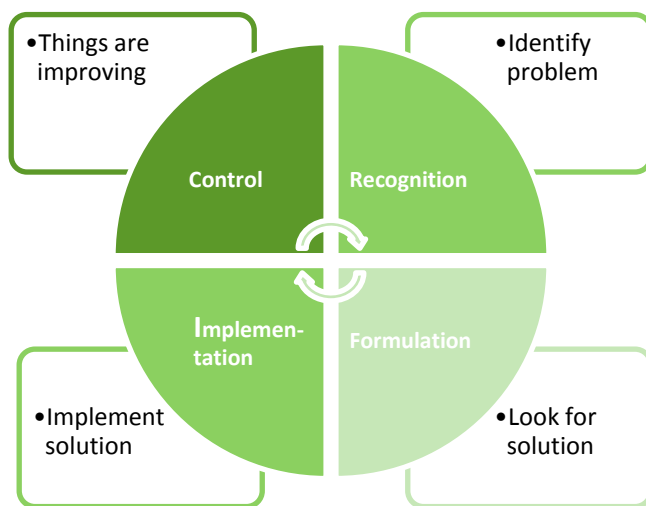 •Things are
improving
•Identify
problem
Control
Recognition
Implemen-
tation
Formulation
•Implement
solution
•Look for
solution